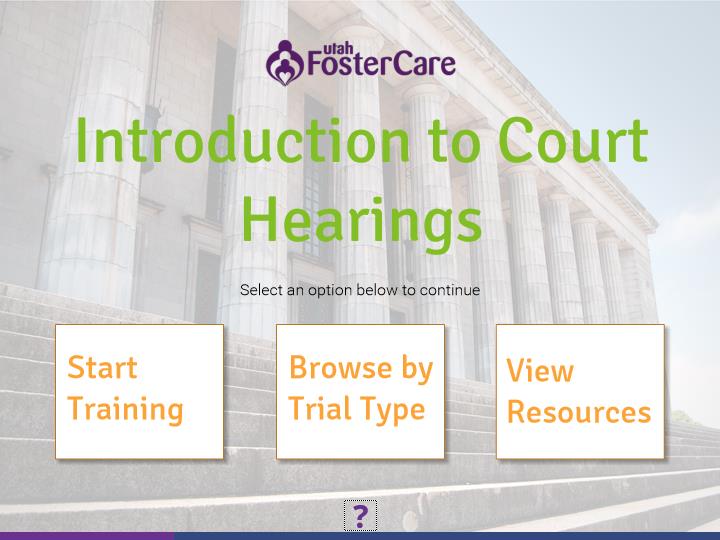 utah
FosterCare
Introduction to Court
Hearings
Select an option below to continue
Start
Training
Browse by
Trial Type
View
Resources
?